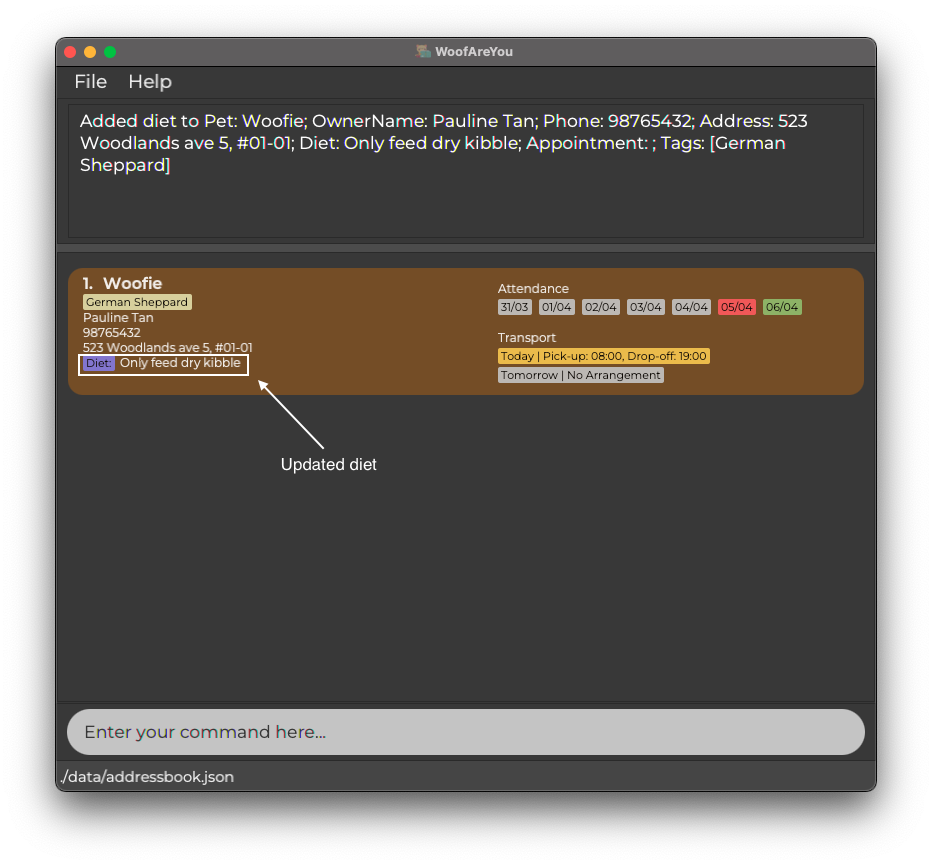 WoofAreYou
File Help
Added diet to Pet: Woofie; OwnerName: Pauline Tan; Phone: 98765432; Address: 523
Woodlands ave 5, #01-01; Diet: Only feed dry kibble; Appointment: ; Tags: [German
Sheppard]
1. Woofie
German Sheppard
Pauline Tan
98765432
523 Woodlands ave 5, #01-01
Diet: Only feed dry kibble
Attendance
31/03 01/04 02/04 03/04 04/04 05/04 06/04
Transport
Today | Pick-up: 08:00, Drop-off: 19:00
Tomorrow | No Arrangement
Updated diet
Enter your command here...
./data/addressbook.json